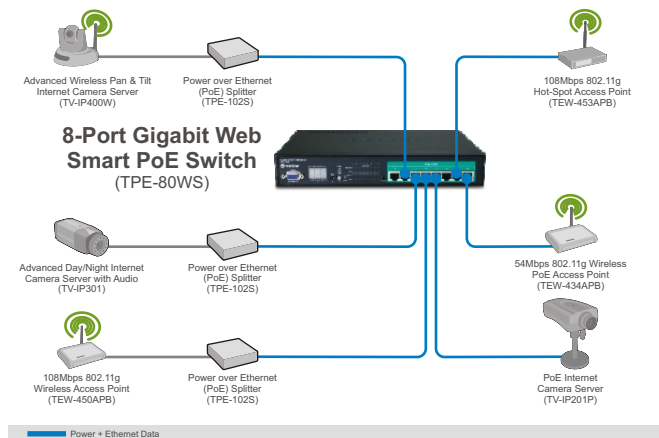 Advanced Wireless Pan & Tilt
Internet Camera Server
(TV-IP400W)
Power over Ethernet
(PoE) Splitter
(TPE-102S)
108Mbps 802.11g
Hot-Spot Access Point
(TEW-453APB)
8-Port Gigabit Web
Smart PoE Switch
(TPE-80WS)
Advanced Day/Night Internet
Camera Server with Audio
(TV-IP301)
Power over Ethernet
(PoE) Splitter
(TPE-102S)
54Mbps 802.11g Wireless
PoE Access Point
(TEW-434APB)
108Mbps 802.11g
Wireless Access Point
(TEW-450APB)
Power over Ethernet
(PoE) Splitter
(TPE-102S)
PoE Internet
Camera Server
(TV-IP201P)
Power + Ethernet Data